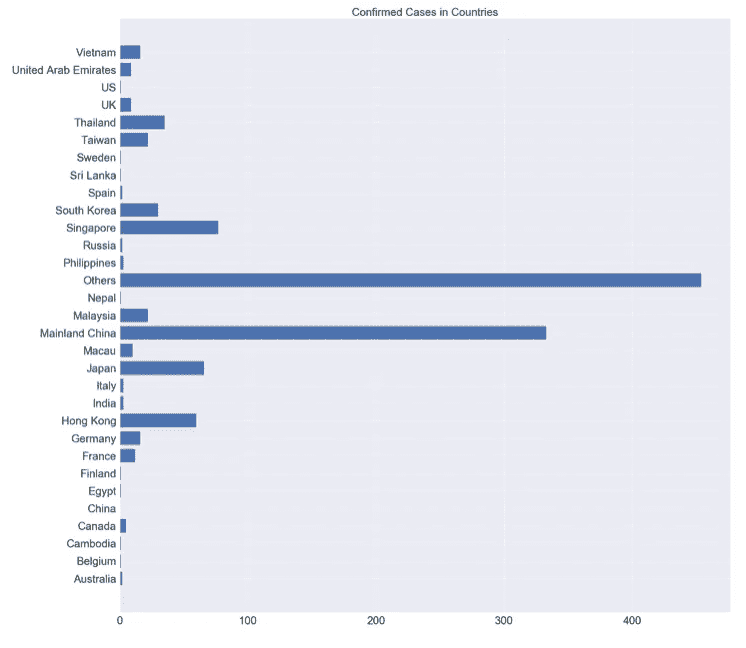 Confirmed Cases in Countries
Vietnam
United Arab Emirates
US
UK
Thailand
Taiwan
Sweden
Sri Lanka
Spain
South Korea
Singapore
Russia
Philippines
Others
Nepal
Malaysia
Mainland China
Macau
Japan
Italy
India
Hong Kong
Germany
France
Finland
Egypt
China
Canada
Cambodia
Belgium
Australia
0 100 200 300 400